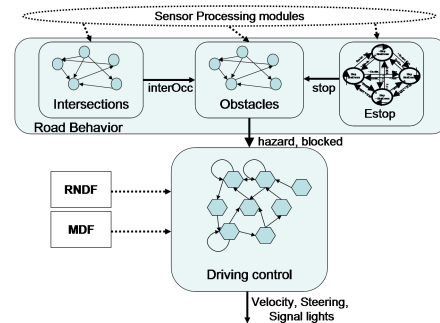 Sensor Processing modules
Intersections
interOcc
Obstacles
stop
Estop
Road Behavior
hazard, blocked
RNDF
MDF
Driving control
Velocity, Steering,
Signal lights